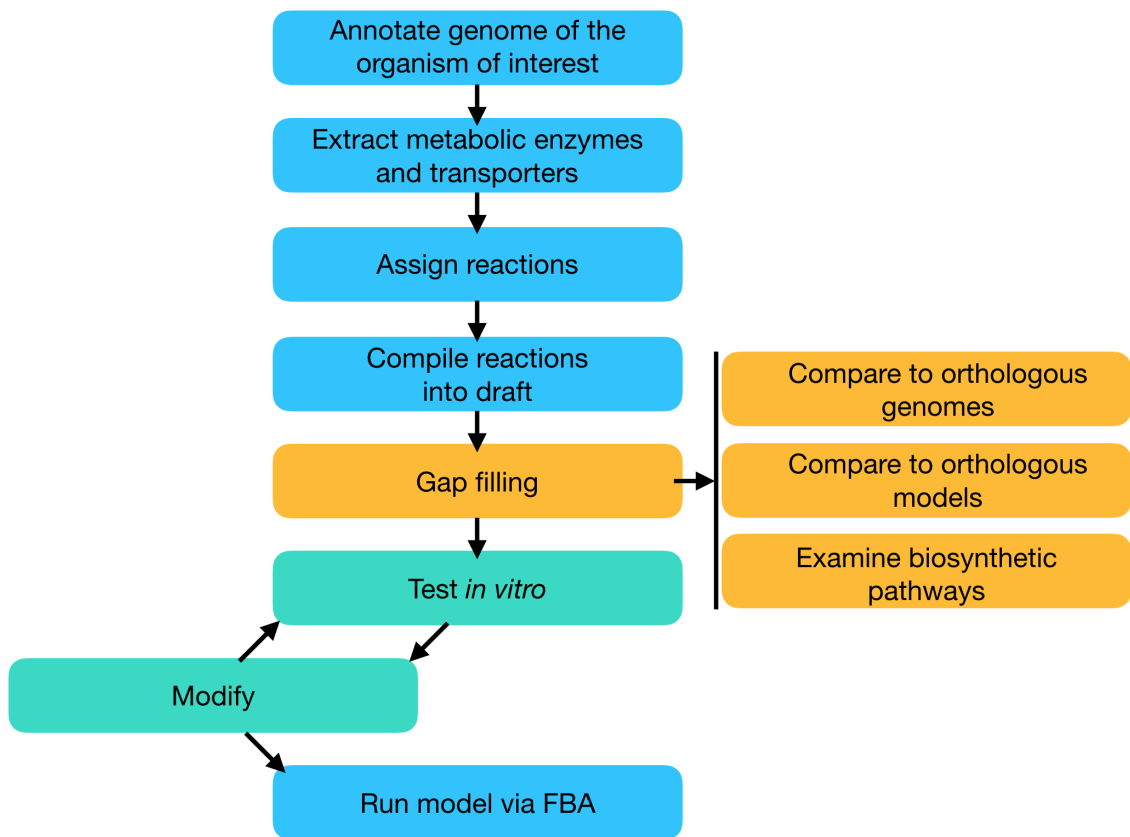 Annotate genome of the
organism of interest
Extract metabolic enzymes
and transporters
Assign reactions
Compile reactions
into draft
Gap filling
Compare to orthologous
genomes
Compare to orthologous
models
Examine biosynthetic
pathways
Test in vitro
Modify
Run model via FBA